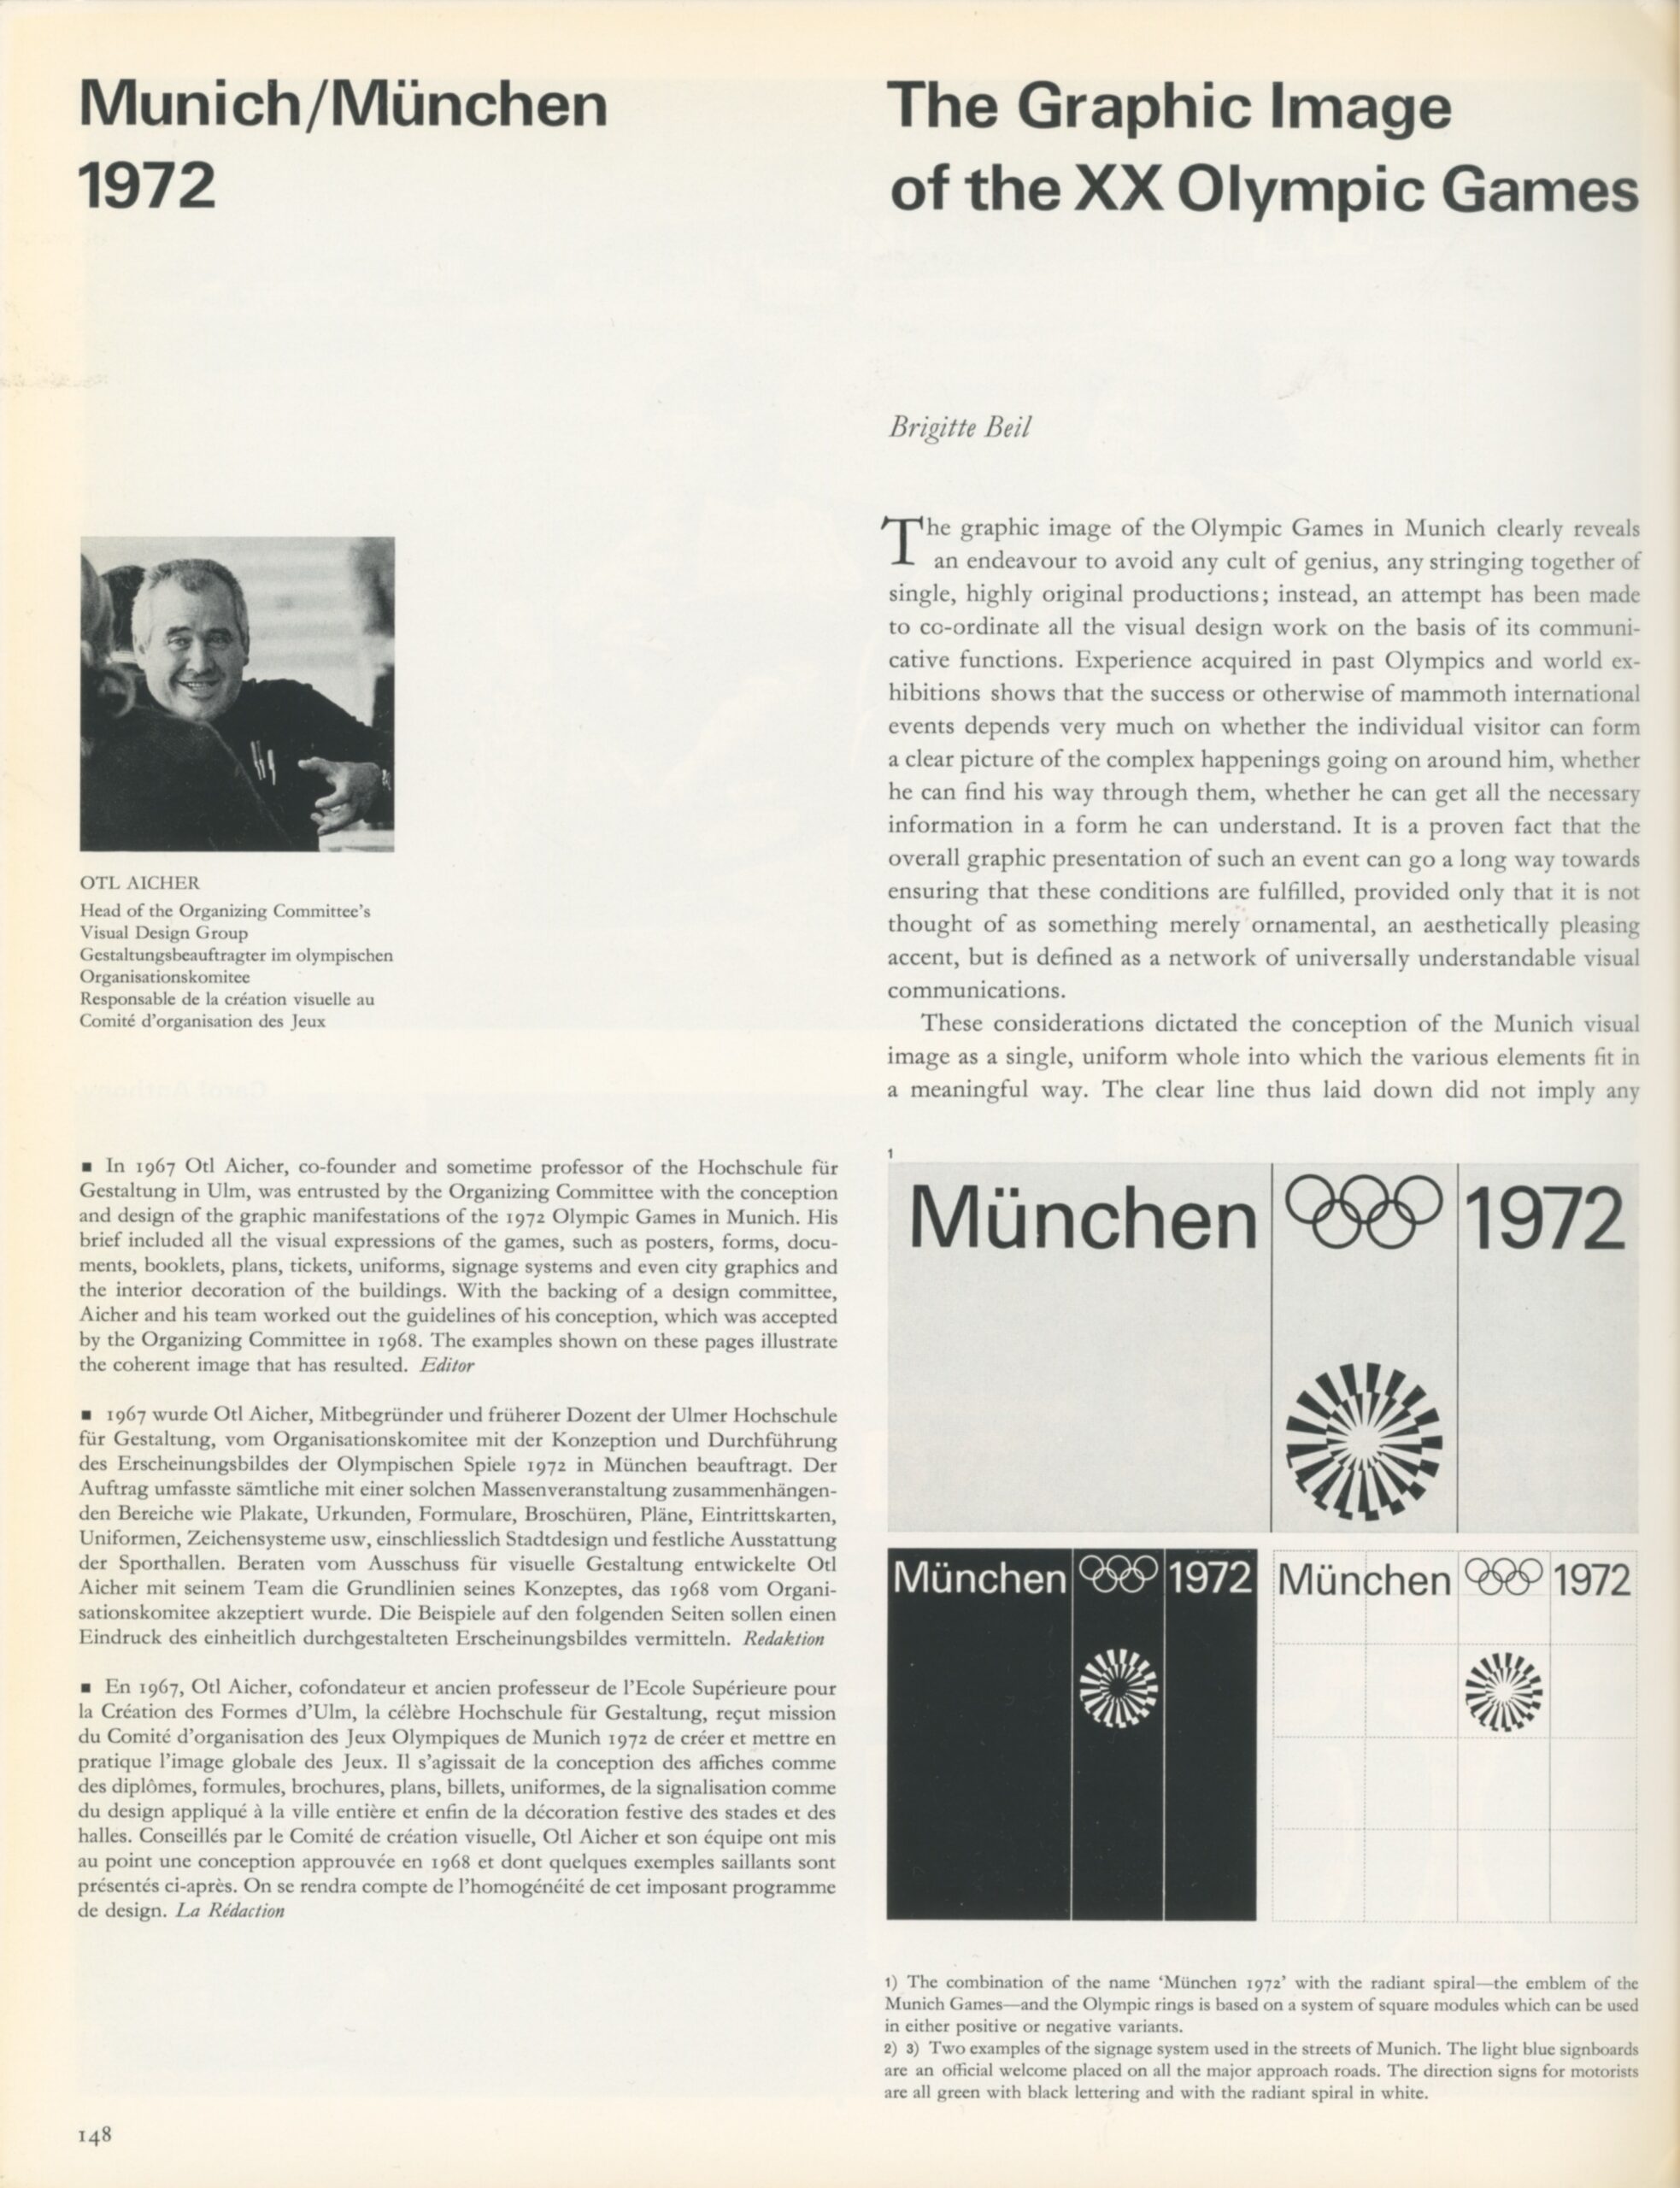 Munich/München
1972
The Graphic Image
of the XX Olympic Games
Brigitte Beil
The graphic image of the Olympic Games in Munich clearly reveals
an endeavour to avoid any cult of genius, any stringing together of
single, highly original productions; instead, an attempt has been made
to co-ordinate all the visual design work on the basis of its communi-
cative functions. Experience acquired in past Olympics and world ex-
hibitions shows that the success or otherwise of mammoth international
events depends very much on whether the individual visitor can form
a clear picture of the complex happenings going on around him, whether
he can find his way through them, whether he can get all the necessary
information in a form he can understand. It is a proven fact that the
overall graphic presentation of such an event can go a long way towards
ensuring that these conditions are fulfilled, provided only that it is not
thought of as something merely ornamental, an aesthetically pleasing
accent, but is defined as a network of universally understandable visual
communications.
These considerations dictated the conception of the Munich visual
image as a single, uniform whole into which the various elements fit in
a meaningful way. The clear line thus laid down did not imply any
OTL AICHER
Head of the Organizing Committee's
Visual Design Group
Gestaltungsbeauftragter im olympischen
Organisationskomitee
Responsable de la création visuelle au
Comité d'organisation des Jeux
■ In 1967 Otl Aicher, co-founder and sometime professor of the Hochschule für
Gestaltung in Ulm, was entrusted by the Organizing Committee with the conception
and design of the graphic manifestations of the 1972 Olympic Games in Munich. His
brief included all the visual expressions of the games, such as posters, forms, docu-
ments, booklets, plans, tickets, uniforms, signage systems and even city graphics and
the interior decoration of the buildings. With the backing of a design committee,
Aicher and his team worked out the guidelines of his conception, which was accepted
by the Organizing Committee in 1968. The examples shown on these pages illustrate
the coherent image that has resulted. Editor
■ 1967 wurde Otl Aicher, Mitbegründer und früherer Dozent der Ulmer Hochschule
für Gestaltung, vom Organisationskomitee mit der Konzeption und Durchführung
des Erscheinungsbildes der Olympischen Spiele 1972 in München beauftragt. Der
Auftrag umfasste sämtliche mit einer solchen Massenveranstaltung zusammenhängen-
den Bereiche wie Plakate, Urkunden, Formulare, Broschüren, Pläne, Eintrittskarten,
Uniformen, Zeichensysteme usw, einschliesslich Stadtdesign und festliche Ausstattung
der Sporthallen. Beraten vom Ausschuss für visuelle Gestaltung entwickelte Otl
Aicher mit seinem Team die Grundlinien seines Konzeptes, das 1968 vom Organi-
sationskomitee akzeptiert wurde. Die Beispiele auf den folgenden Seiten sollen einen
Eindruck des einheitlich durchgestalteten Erscheinungsbildes vermitteln. Redaktion
■ En 1967, Otl Aicher, cofondateur et ancien professeur de l'Ecole Supérieure pour
la Création des Formes d'Ulm, la célèbre Hochschule für Gestaltung, reçut mission
du Comité d'organisation des Jeux Olympiques de Munich 1972 de créer et mettre en
pratique l'image globale des Jeux. Il s'agissait de la conception des affiches comme
des diplômes, formules, brochures, plans, billets, uniformes, de la signalisation comme
du design appliqué à la ville entière et enfin de la décoration festive des stades et des
halles. Conseillés par le Comité de création visuelle, Otl Aicher et son équipe ont mis
au point une conception approuvée en 1968 et dont quelques exemples saillants sont
présentés ci-après. On se rendra compte de l'homogénéité de cet imposant programme
de design. La Rédaction
1
München 1972
München 1972
München 1972
1) The combination of the name 'München 1972' with the radiant spiral—the emblem of the
Munich Games—and the Olympic rings is based on a system of square modules which can be used
in either positive or negative variants.
2) 3) Two examples of the signage system used in the streets of Munich. The light blue signboards
are an official welcome placed on all the major approach roads. The direction signs for motorists
are all green with black lettering and with the radiant spiral in white.
148